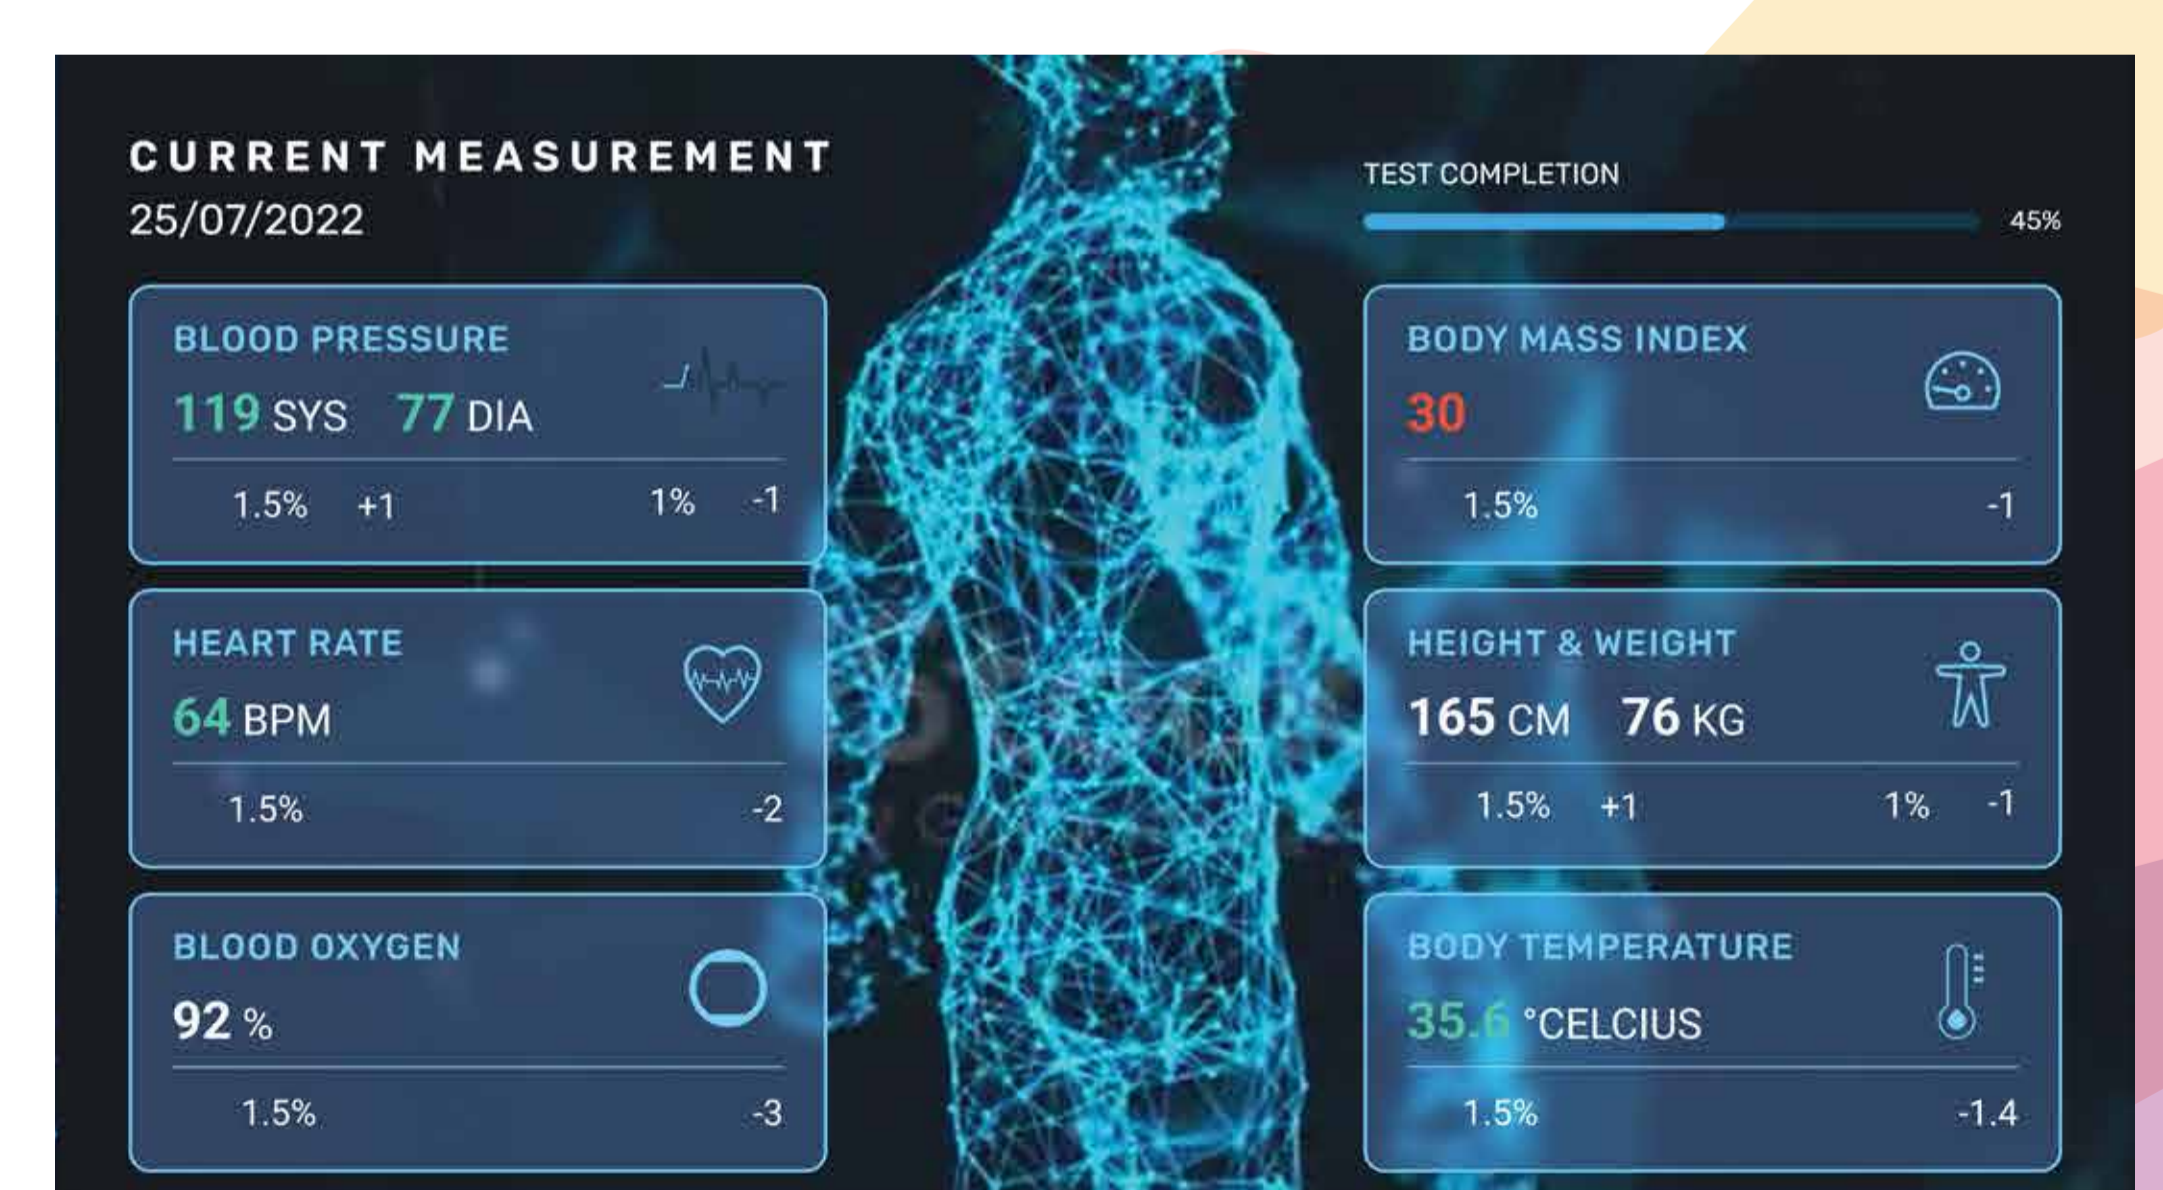 CURRENT MEASUREMENT
25/07/2022
TEST COMPLETION
45%
BLOOD PRESSURE
119 SYS 77 DIA
1.5% +1 1% -1
HEART RATE
64 BPM
1.5% -2
BLOOD OXYGEN
92 %
1.5% -3
BODY MASS INDEX
30
1.5% -1
HEIGHT & WEIGHT
165 CM 76 KG
1.5% +1 1% -1
BODY TEMPERATURE
35.6 °CELCIUS
1.5% -1.4